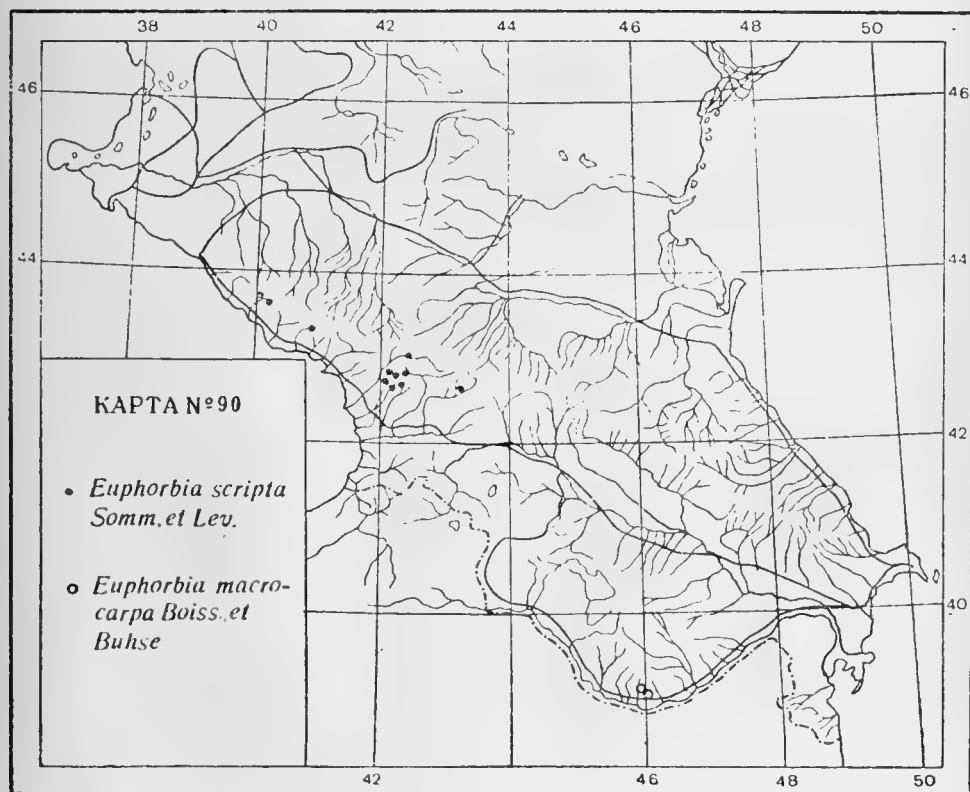 38 40 42 44 46 48 50
46 46
44 44
42
40
КАРТА №90
• Euphorbia scripta
Somm. et Lev.
o Euphorbia macro-
carpa Boiss., et
Buhse
42 44 46 48 50